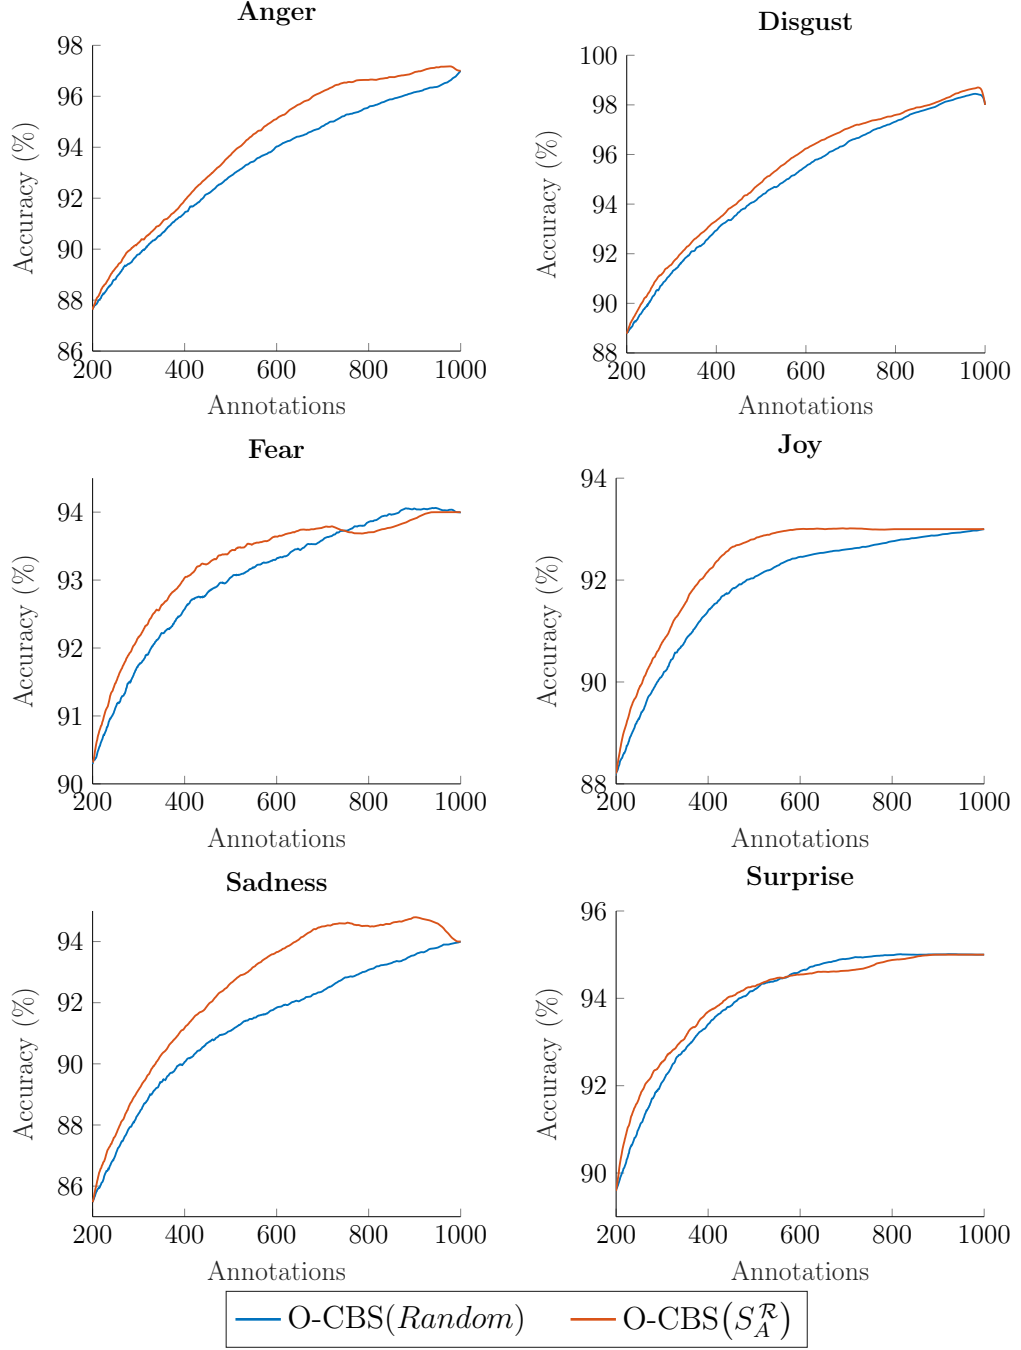 Anger
Accuracy (%)
98
96
94
92
90
88
86
200 400 600 800 1000
Annotations
Disgust
Accuracy (%)
100
98
96
94
92
90
88
200 400 600 800 1000
Annotations
Fear
Accuracy (%)
94
93
92
91
90
200 400 600 800 1000
Annotations
Joy
Accuracy (%)
94
92
90
88
200 400 600 800 1000
Annotations
Sadness
Accuracy (%)
94
92
90
88
86
200 400 600 800 1000
Annotations
Surprise
Accuracy (%)
96
94
92
90
200 400 600 800 1000
Annotations
O-CBS(Random) O-CBS(S_A^ℛ)